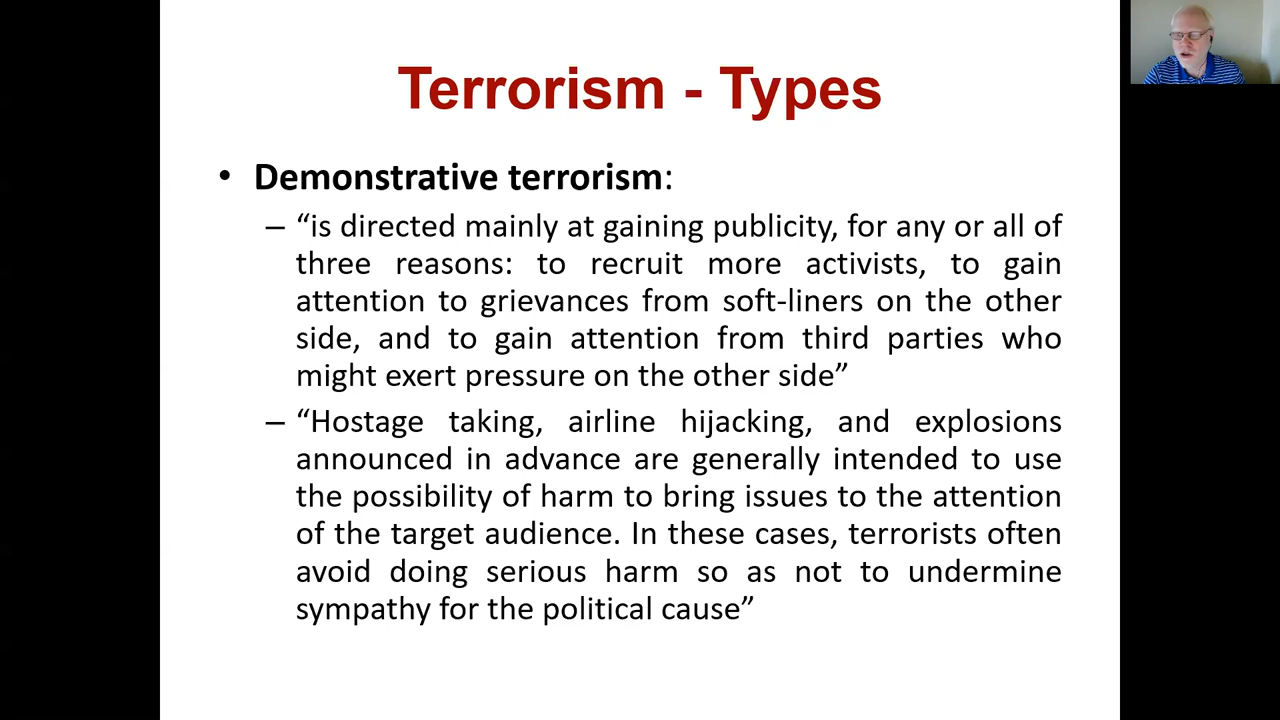 Terrorism - Types
• Demonstrative terrorism:
– “is directed mainly at gaining publicity, for any or all of
three reasons: to recruit more activists, to gain
attention to grievances from soft-liners on the other
side, and to gain attention from third parties who
might exert pressure on the other side”
– “Hostage taking, airline hijacking, and explosions
announced in advance are generally intended to use
the possibility of harm to bring issues to the attention
of the target audience. In these cases, terrorists often
avoid doing serious harm so as not to undermine
sympathy for the political cause”